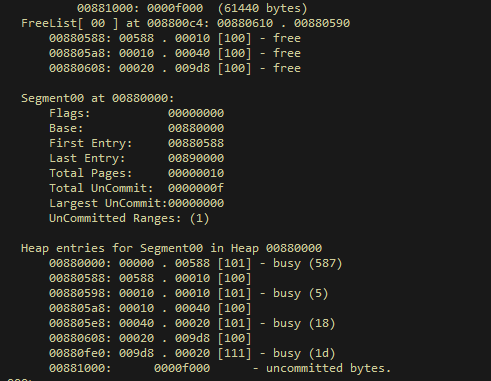 00881000: 0000f000 (61440 bytes)
FreeList[ 00 ] at 008800c4: 00880610 . 00880590
00880588: 00588 . 00010 [100] - free
008805a8: 00010 . 00040 [100] - free
00880608: 00020 . 009d8 [100] - free
Segment00 at 00880000:
Flags: 00000000
Base: 00880000
First Entry: 00880588
Last Entry: 00890000
Total Pages: 00000010
Total UnCommit: 0000000f
Largest UnCommit:00000000
UnCommitted Ranges: (1)
Heap entries for Segment00 in Heap 00880000
00880000: 00000 . 00588 [101] - busy (587)
00880588: 00588 . 00010 [100]
00880598: 00010 . 00010 [101] - busy (5)
008805a8: 00010 . 00040 [100]
008805e8: 00040 . 00020 [101] - busy (18)
00880608: 00020 . 009d8 [100]
00880fe0: 009d8 . 00020 [111] - busy (1d)
00881000: 0000f000 - uncommitted bytes.